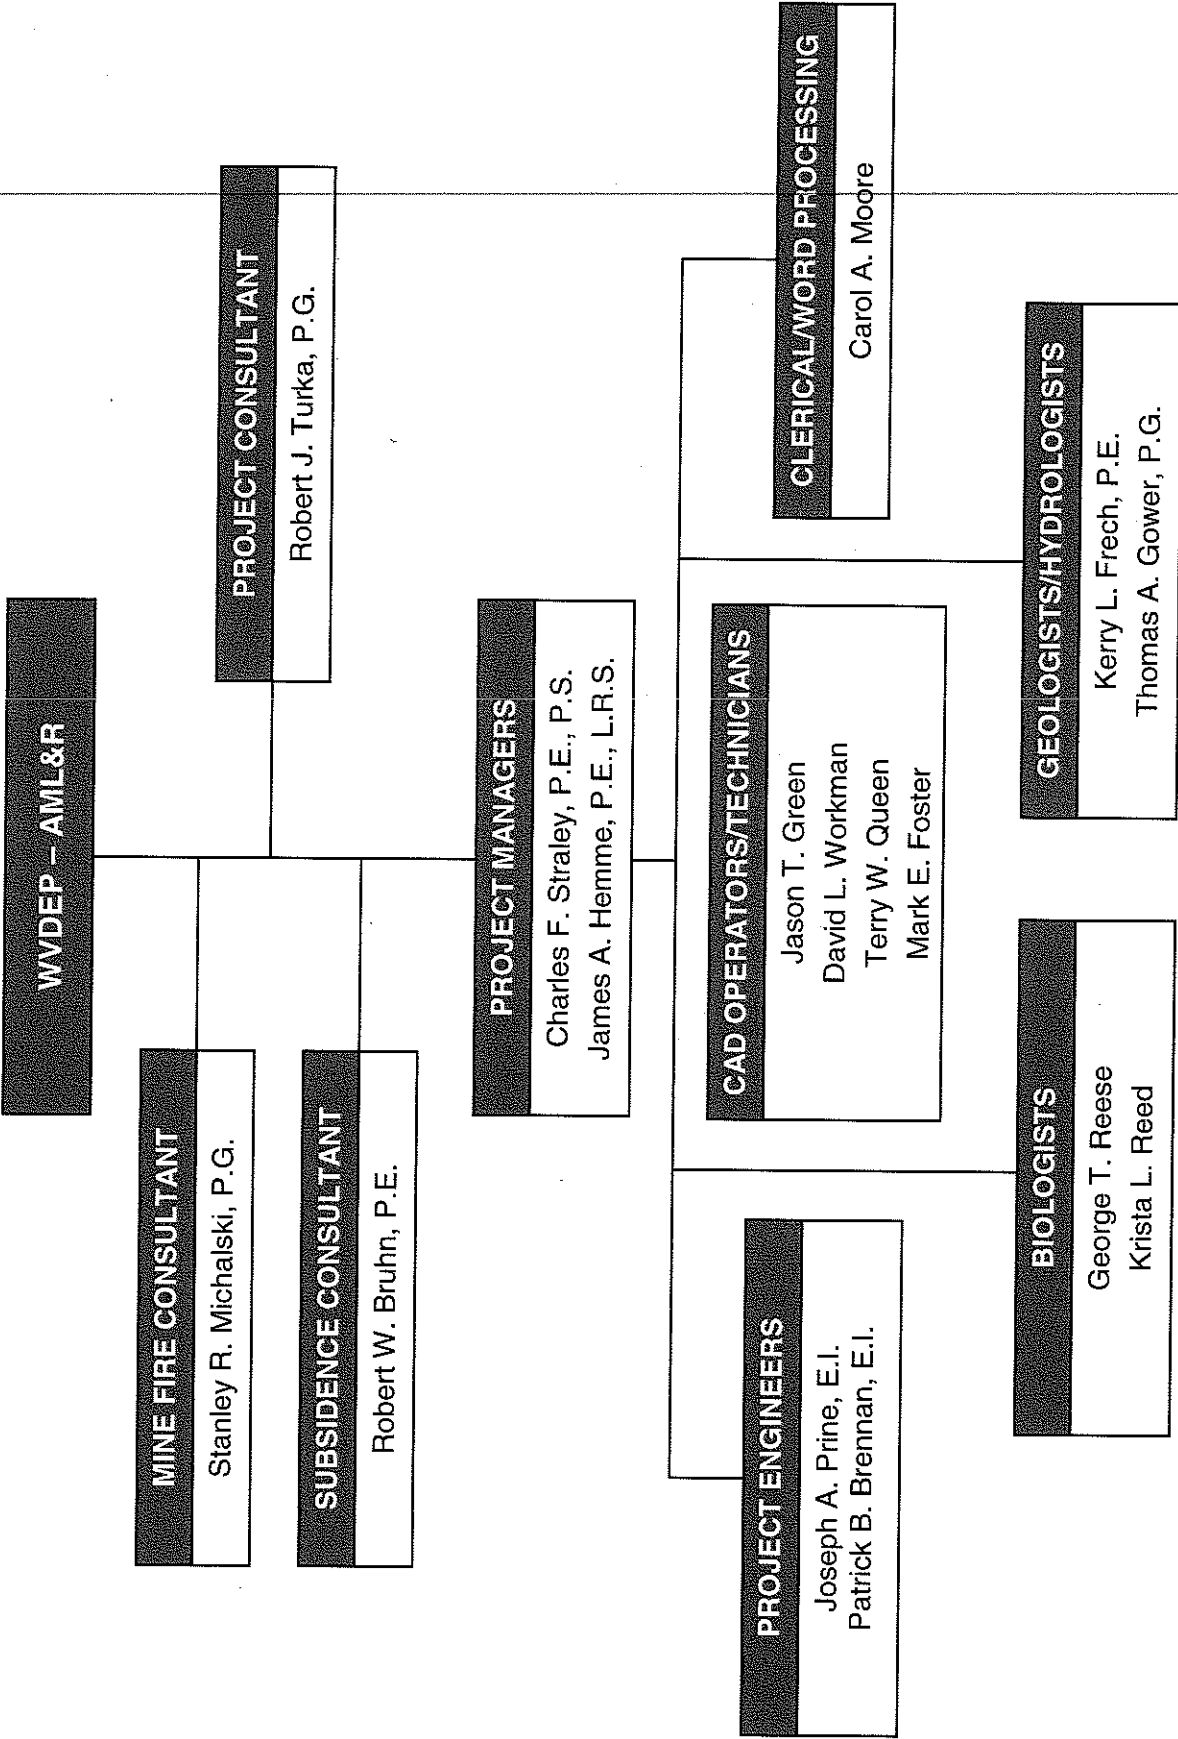 WVDEP – AML&R
MINE FIRE CONSULTANT
Stanley R. Michalski, P.G.
PROJECT CONSULTANT
Robert J. Turka, P.G.
SUBSIDENCE CONSULTANT
Robert W. Bruhn, P.E.
PROJECT MANAGERS
Charles F. Straley, P.E., P.S.
James A. Hemme, P.E., L.R.S.
PROJECT ENGINEERS
Joseph A. Prine, E.I.
Patrick B. Brennan, E.I.
CAD OPERATORS/TECHNICIANS
Jason T. Green
David L. Workman
Terry W. Queen
Mark E. Foster
CLERICAL/WORD PROCESSING
Carol A. Moore
BIOLOGISTS
George T. Reese
Krista L. Reed
GEOLOGISTS/HYDROLOGISTS
Kerry L. Frech, P.E.
Thomas A. Gower, P.G.